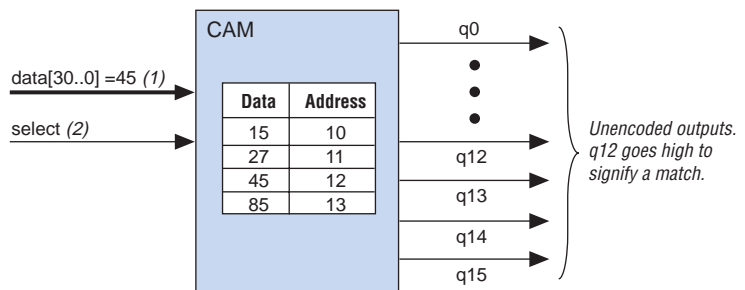 CAM
q0
data[30..0] =45 (1)
select (2)
Data Address
15 10
27 11
45 12
85 13
q12
q13
q14
q15
Unencoded outputs.
q12 goes high to
signify a match.